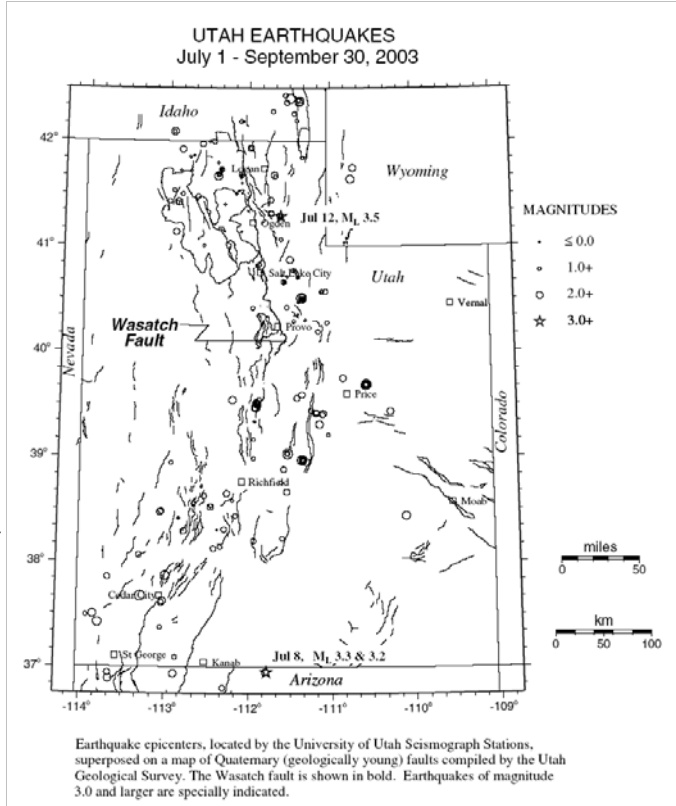 UTAH EARTHQUAKES
July 1 - September 30, 2003
Idaho
42°
Logan
Wyoming
Jul 12, M_L 3.5
Ogden
MAGNITUDES
41°
≤ 0.0
Salt Lake City
Utah
1.0+
Vernal
2.0+
Wasatch
Fault
Provo
3.0+
40°
Nevada
Price
Colorado
39°
Richfield
Moab
38°
miles
0 50
Cedar City
km
0 50 100
St George
Kanab
Jul 8, M_L 3.3 & 3.2
37°
Arizona
-114° -113° -112° -111° -110° -109°
Earthquake epicenters, located by the University of Utah Seismograph Stations,
superposed on a map of Quaternary (geologically young) faults compiled by the Utah
Geological Survey. The Wasatch fault is shown in bold. Earthquakes of magnitude
3.0 and larger are specially indicated.